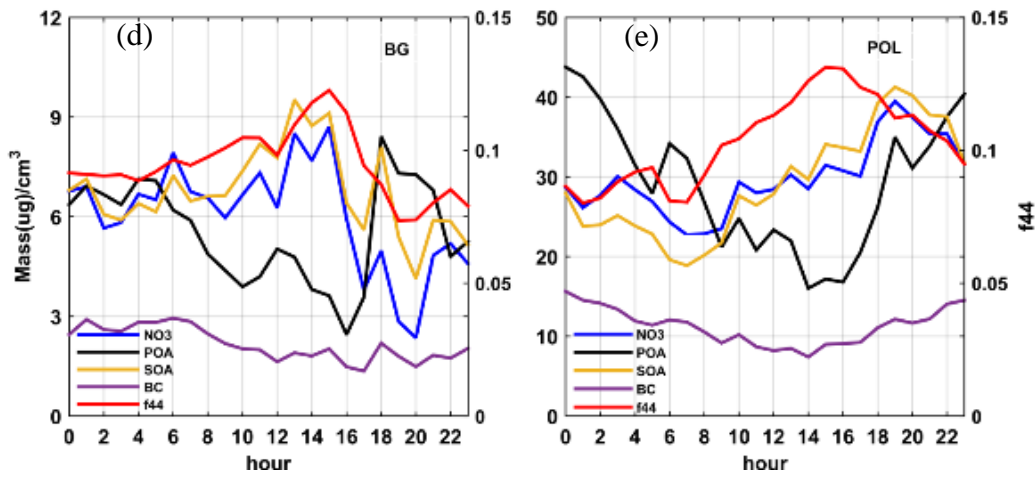 (d)
BG
12
9
6
3
0
0.15
0.1
0.05
0
Mass(ug)/cm³
NO3
POA
SOA
BC
f44
0 2 4 6 8 10 12 14 16 18 20 22
hour
(e)
POL
50
40
30
20
10
0
0.15
0.1
0.05
0
f44
NO3
POA
SOA
BC
f44
0 2 4 6 8 10 12 14 16 18 20 22
hour